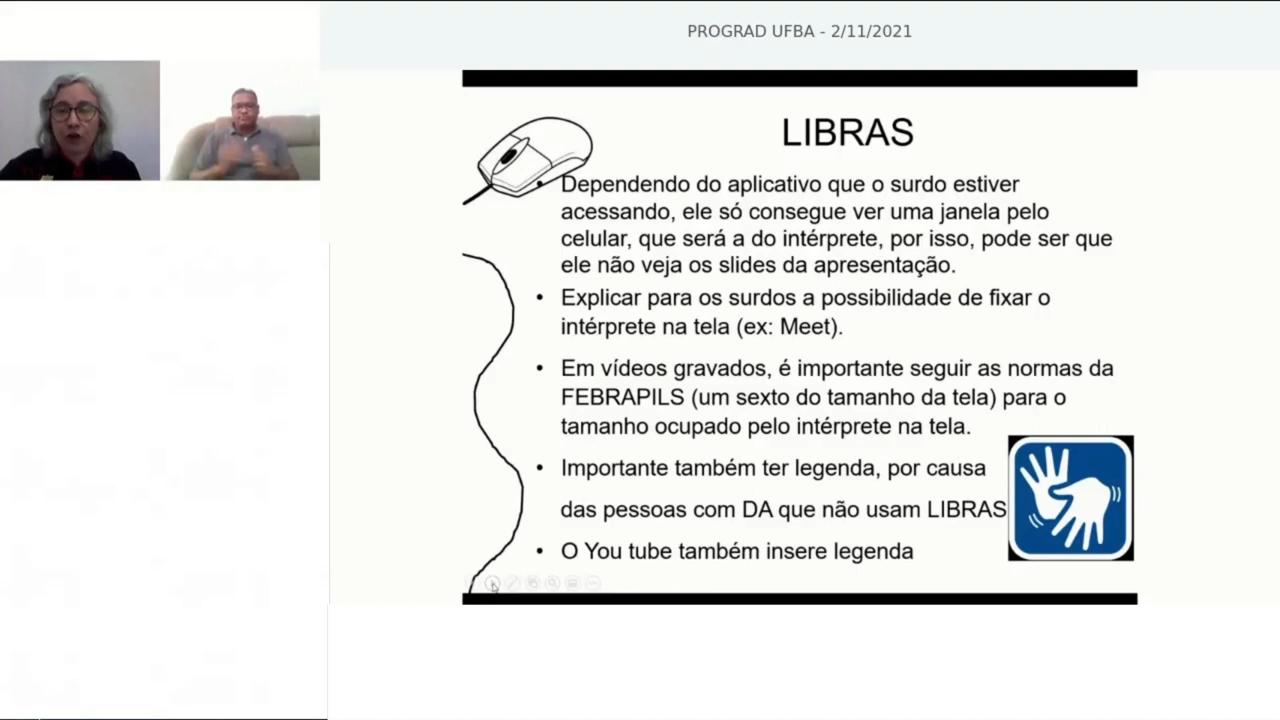 PROGRAD UFBA - 2/11/2021
LIBRAS
• Dependendo do aplicativo que o surdo estiver
acessando, ele só consegue ver uma janela pelo
celular, que será a do intérprete, por isso, pode ser que
ele não veja os slides da apresentação.
• Explicar para os surdos a possibilidade de fixar o
intérprete na tela (ex: Meet).
• Em vídeos gravados, é importante seguir as normas da
FEBRAPILS (um sexto do tamanho da tela) para o
tamanho ocupado pelo intérprete na tela.
• Importante também ter legenda, por causa
das pessoas com DA que não usam LIBRAS
• O You tube também insere legenda